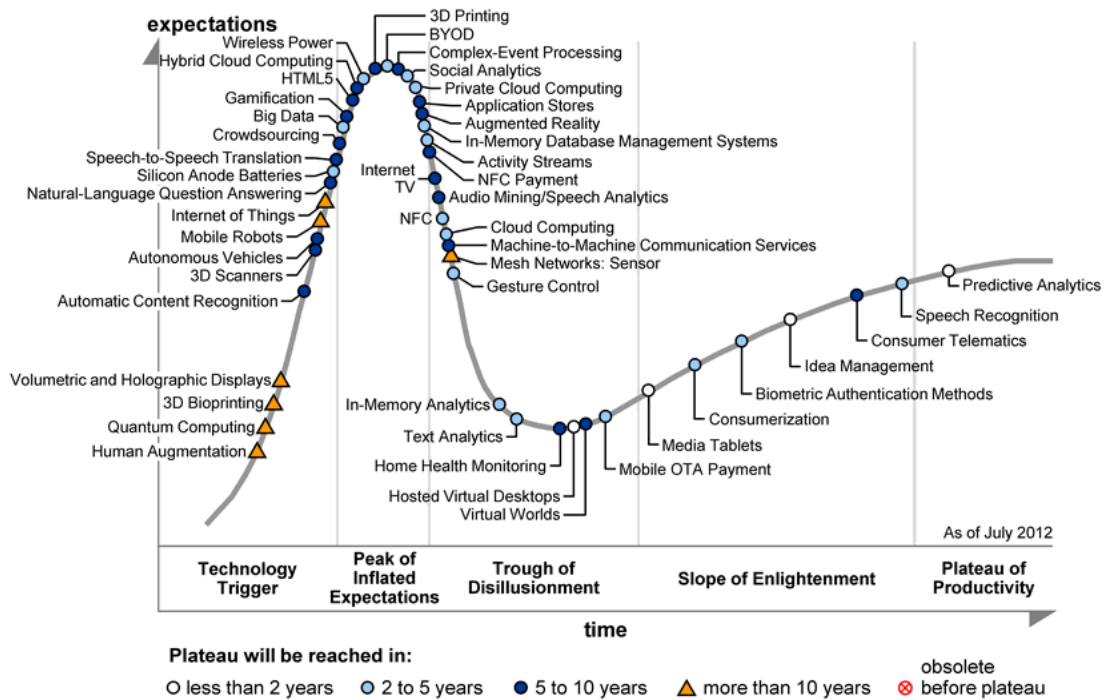 expectations
3D Printing
BYOD
Wireless Power
Complex-Event Processing
Hybrid Cloud Computing
Social Analytics
HTML5
Private Cloud Computing
Gamification
Application Stores
Big Data
Augmented Reality
Crowdsourcing
In-Memory Database Management Systems
Speech-to-Speech Translation
Activity Streams
Silicon Anode Batteries
Internet
TV
NFC Payment
Natural-Language Question Answering
Audio Mining/Speech Analytics
Internet of Things
NFC
Cloud Computing
Mobile Robots
Machine-to-Machine Communication Services
Autonomous Vehicles
Mesh Networks: Sensor
3D Scanners
Gesture Control
Predictive Analytics
Automatic Content Recognition
Speech Recognition
Consumer Telematics
Idea Management
Volumetric and Holographic Displays
Biometric Authentication Methods
3D Bioprinting
In-Memory Analytics
Consumerization
Quantum Computing
Text Analytics
Media Tablets
Human Augmentation
Home Health Monitoring
Mobile OTA Payment
Hosted Virtual Desktops
Virtual Worlds
As of July 2012
Technology
Trigger
Peak of
Inflated
Expectations
Trough of
Disillusionment
Slope of Enlightenment
Plateau of
Productivity
time
Plateau will be reached in:
less than 2 years
2 to 5 years
5 to 10 years
more than 10 years
obsolete
before plateau